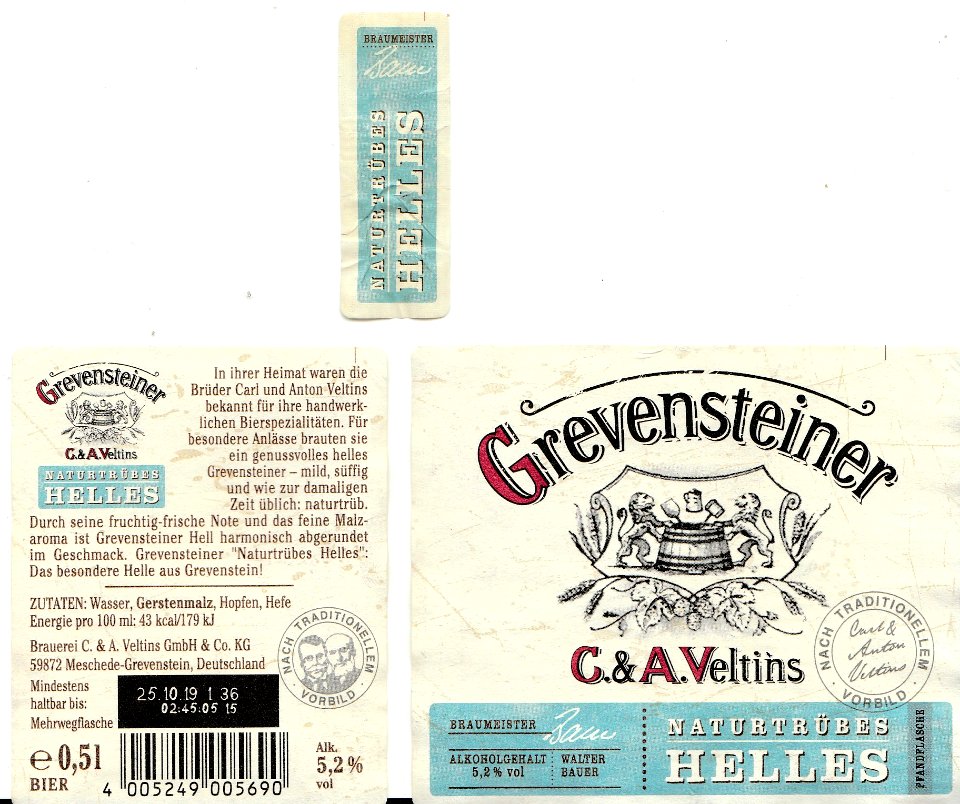 BRAUMEISTER
NATURTRÜBES
HELLES
Grevensteiner
C.&A.Veltins
NATURTRÜBES
HELLES
In ihrer Heimat waren die
Brüder Carl und Anton Veltins
bekannt für ihre handwerk-
lichen Bierspezialitäten. Für
besondere Anlässe brauten sie
ein genussvolles helles
Grevensteiner – mild, süffig
und wie zur damaligen
Zeit üblich: naturtrüb.
Durch seine fruchtig-frische Note und das feine Malz-
aroma ist Grevensteiner Hell harmonisch abgerundet
im Geschmack. Grevensteiner "Naturtrübes Helles":
Das besondere Helle aus Grevenstein!
ZUTATEN: Wasser, Gerstenmalz, Hopfen, Hefe
Energie pro 100 ml: 43 kcal/179 kJ
Brauerei C. & A. Veltins GmbH & Co. KG
59872 Meschede-Grevenstein, Deutschland
NACH TRADITIONELLEM
· VORBILD ·
Mindestens
haltbar bis:
Mehrwegflasche
25.10.19 1 36
02:45.05 15
℮ 0,5l
BIER
4 005249 005690
Alk.
5,2 %
vol
Grevensteiner
C.&A.Veltins
NACH TRADITIONELLEM
Carl &
Anton
Veltins
· VORBILD ·
BRAUMEISTER
ALKOHOLGEHALT
5,2 % vol
WALTER
BAUER
NATURTRÜBES
HELLES
PFANDFLASCHE